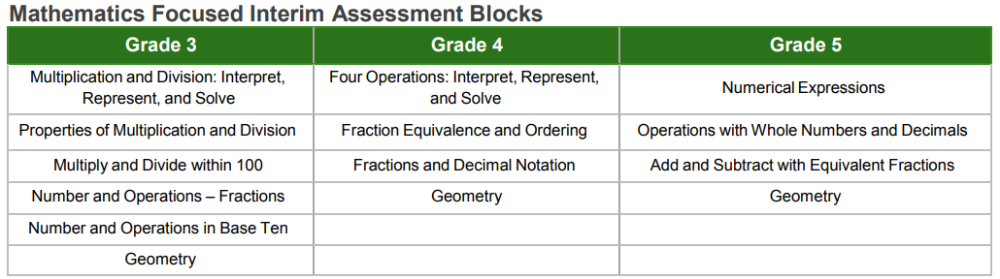 Mathematics Focused Interim Assessment Blocks
Grade 3 Grade 4 Grade 5
Multiplication and Division: Interpret,
Represent, and Solve
Four Operations: Interpret, Represent,
and Solve
Numerical Expressions
Properties of Multiplication and Division Fraction Equivalence and Ordering Operations with Whole Numbers and Decimals
Multiply and Divide within 100 Fractions and Decimal Notation Add and Subtract with Equivalent Fractions
Number and Operations – Fractions Geometry Geometry
Number and Operations in Base Ten
Geometry